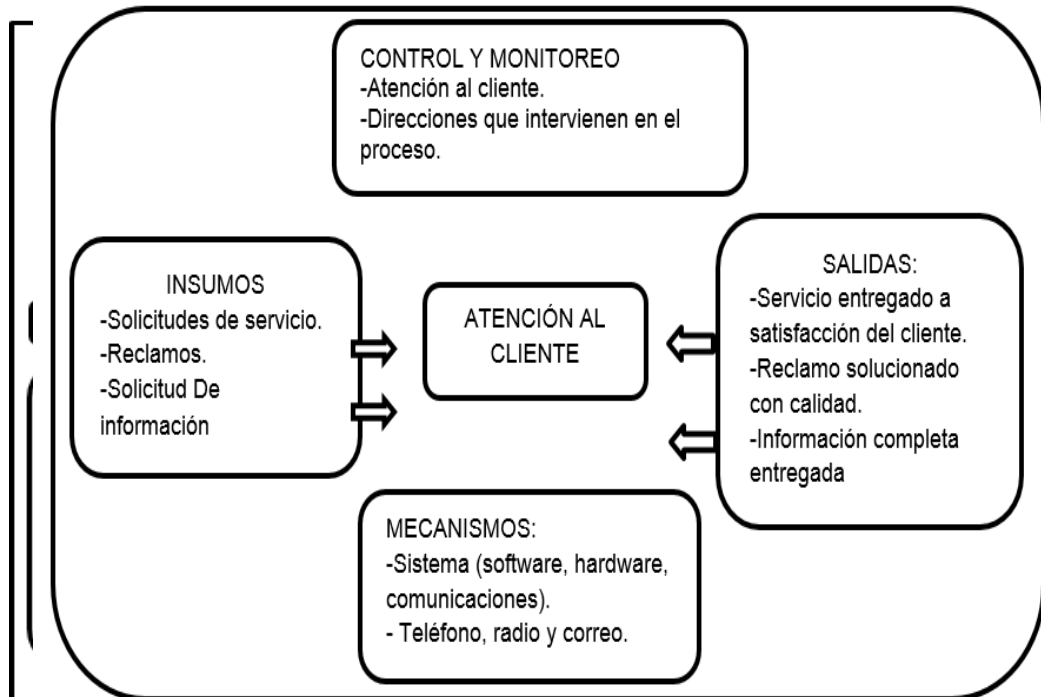 CONTROL Y MONITOREO
-Atención al cliente.
-Direcciones que intervienen en el
proceso.
INSUMOS
-Solicitudes de servicio.
-Reclamos.
-Solicitud De
información
ATENCIÓN AL
CLIENTE
SALIDAS:
-Servicio entregado a
satisfacción del cliente.
-Reclamo solucionado
con calidad.
-Información completa
entregada
MECANISMOS:
-Sistema (software, hardware,
comunicaciones).
- Teléfono, radio y correo.